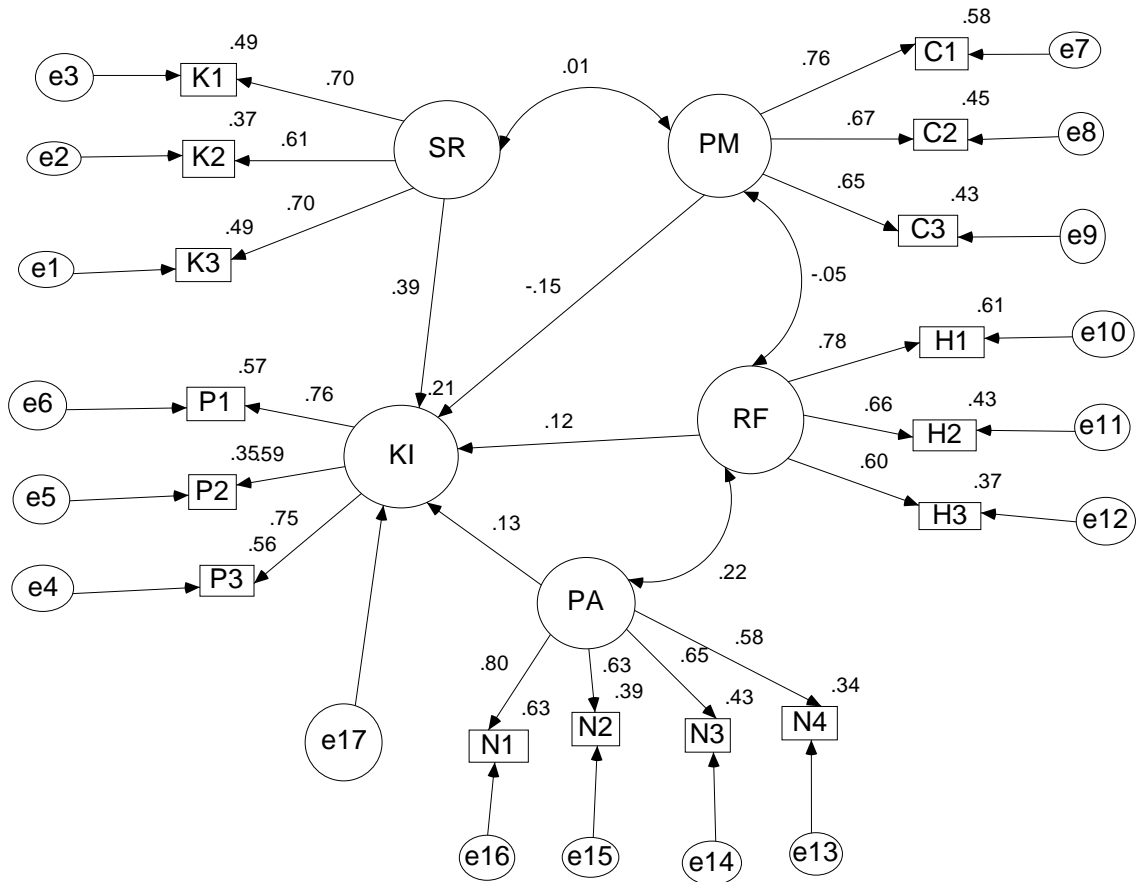 .58
.49
.76
C1
e7
e3
K1
.70
.01
.37
.45
e2
K2
.61
SR
PM
.67
C2
e8
.70
.65
.43
.49
C3
e9
e1
K3
.39
-.15
-.05
.61
e10
.78
H1
.57
.21
e6
P1
.76
.66
.43
KI
.12
RF
H2
e11
.35
.59
.60
.37
e5
P2
H3
e12
.75
.13
.56
.22
e4
P3
PA
.58
.80
.63
.65
.39
.43
.34
.63
N1
N2
N3
N4
e17
e16
e15
e14
e13